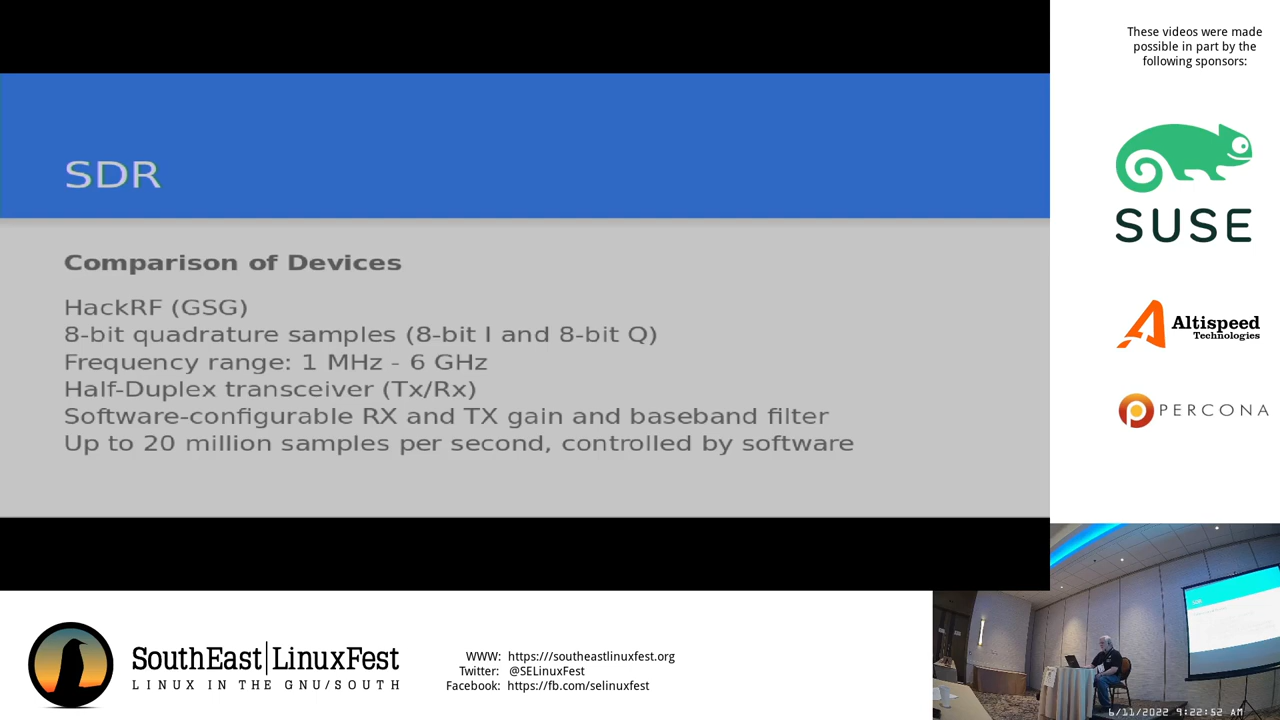 These videos were made
possible in part by the
following sponsors:
SDR
Comparison of Devices
HackRF (GSG)
8-bit quadrature samples (8-bit I and 8-bit Q)
Frequency range: 1 MHz - 6 GHz
Half-Duplex transceiver (Tx/Rx)
Software-configurable RX and TX gain and baseband filter
Up to 20 million samples per second, controlled by software
SUSE
Altispeed
Technologies
PERCONA
SouthEast LinuxFest
LINUX IN THE GNU/SOUTH
WWW: https:///southeastlinuxfest.org
Twitter: @SELinuxFest
Facebook: https://fb.com/selinuxfest
6/11/2022 9:22:52 AM